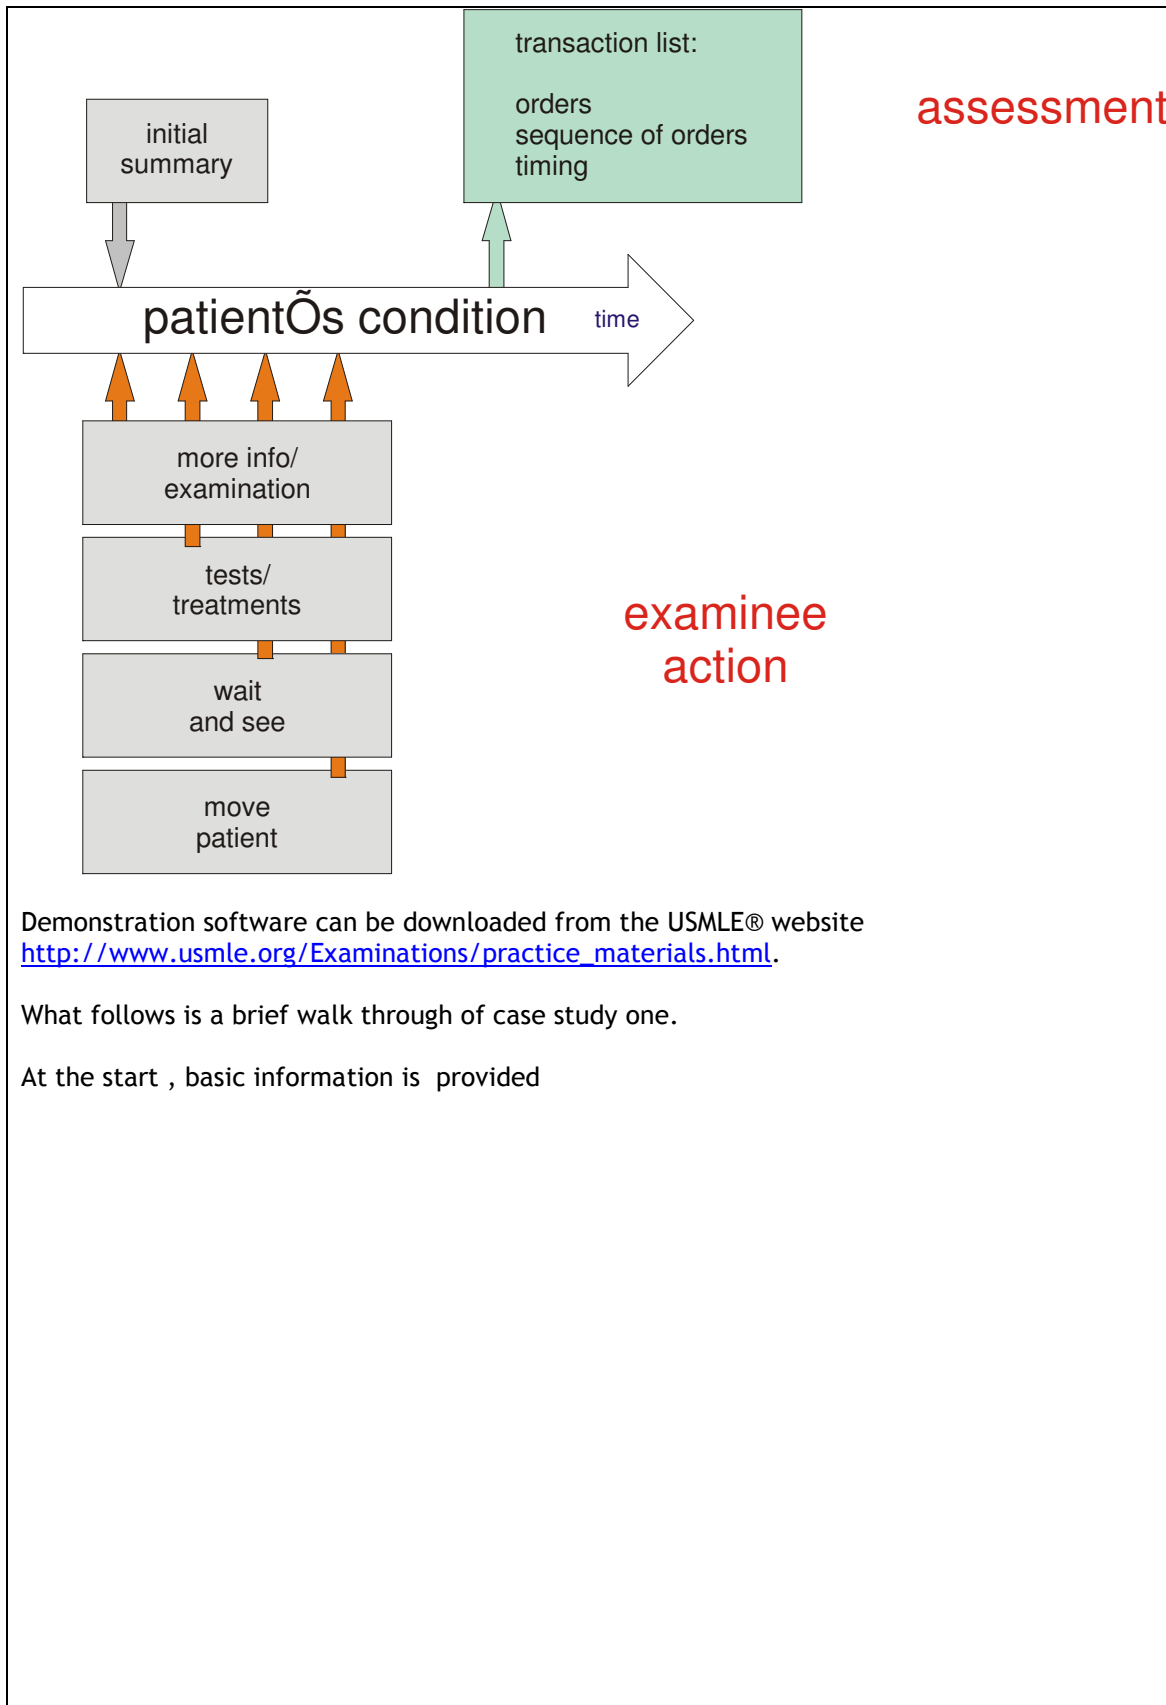 transaction list:
orders
sequence of orders
timing
assessment
initial
summary
patientÕs condition time
more info/
examination
tests/
treatments
examinee
action
wait
and see
move
patient
Demonstration software can be downloaded from the USMLE® website
http://www.usmle.org/Examinations/practice_materials.html.
What follows is a brief walk through of case study one.
At the start , basic information is  provided